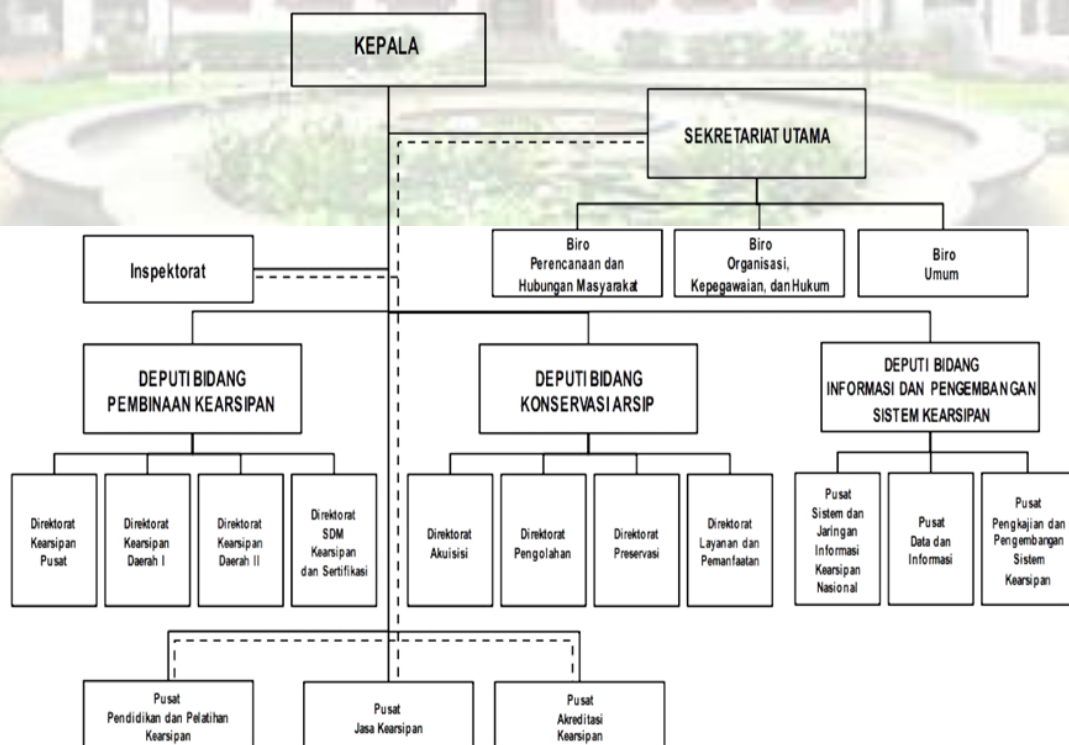 KEPALA
SEKRETARIAT UTAMA
Biro
Perencanaan dan
Hubungan Masyarakat
Biro
Organisasi,
Kepegawaian, dan Hukum
Biro
Umum
Inspektorat
DEPUTI BIDANG
PEMBINAAN KEARSIPAN
DEPUTI BIDANG
KONSERVASI ARSIP
DEPUTI BIDANG
INFORMASI DAN PENGEMBANGAN
SISTEM KEARSIPAN
Direktorat
Kearsipan
Pusat
Direktorat
Kearsipan
Daerah I
Direktorat
Kearsipan
Daerah II
Direktorat
SDM
Kearsipan
dan Sertifikasi
Direktorat
Akuisisi
Direktorat
Pengolahan
Direktorat
Preservasi
Direktorat
Layanan dan
Pemanfaatan
Pusat
Sistem dan
Jaringan
Informasi
Kearsipan
Nasional
Pusat
Data dan
Informasi
Pusat
Pengkajian dan
Pengembangan
Sistem
Kearsipan
Pusat
Pendidikan dan Pelatihan
Kearsipan
Pusat
Jasa Kearsipan
Pusat
Akreditasi
Kearsipan